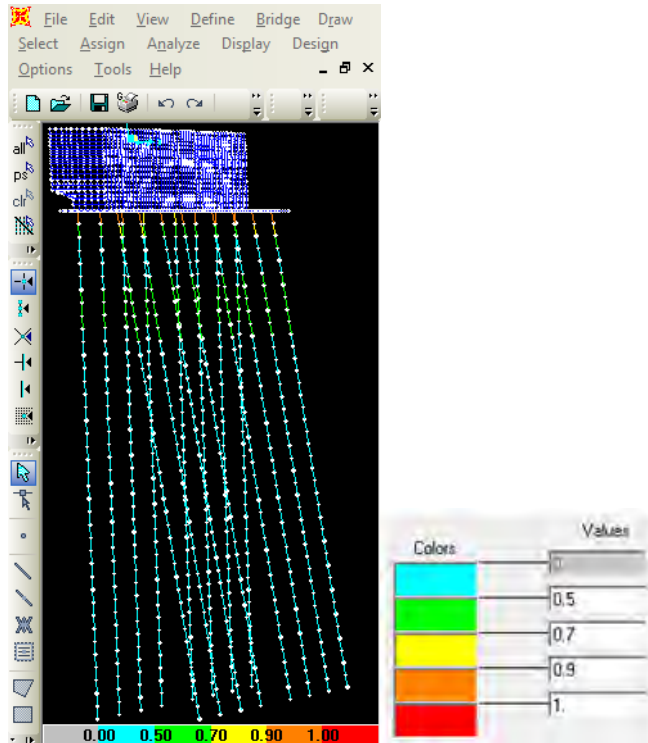 File Edit View Define Bridge Draw
Select Assign Analyze Display Design
Options Tools Help
all
ps
clr
0.00 0.50 0.70 0.90 1.00
Colors Values
0.
0.5
0.7
0.9
1.